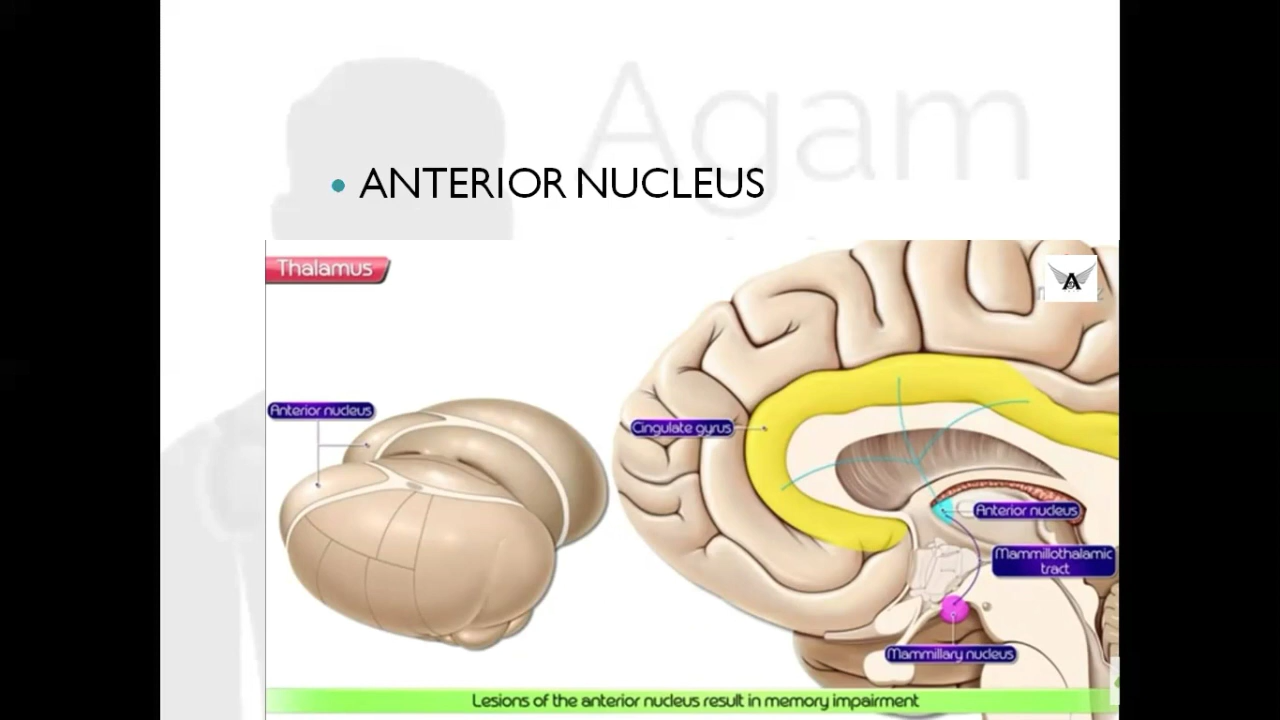 Agam
• ANTERIOR NUCLEUS
Thalamus
A
Anterior nucleus
Cingulate gyrus
Anterior nucleus
Mammillothalamic
tract
Mammillary nucleus
Lesions of the anterior nucleus result in memory impairment